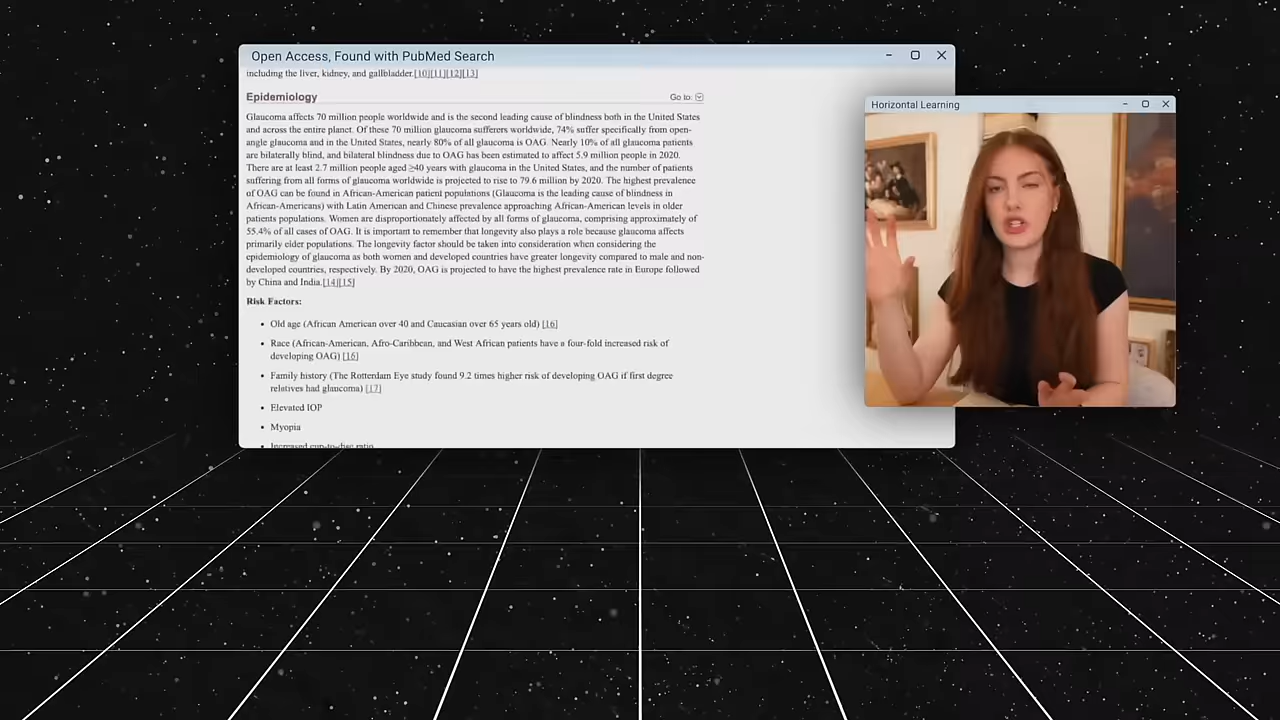 Open Access, Found with PubMed Search
including the liver, kidney, and gallbladder.[10][11][12][13]
Epidemiology
Go to:
Glaucoma affects 70 million people worldwide and is the second leading cause of blindness both in the United States
and across the entire planet. Of these 70 million glaucoma sufferers worldwide, 74% suffer specifically from open-
angle glaucoma and in the United States, nearly 80% of all glaucoma is OAG. Nearly 10% of all glaucoma patients
are bilaterally blind, and bilateral blindness due to OAG has been estimated to affect 5.9 million people in 2020.
There are at least 2.7 million people aged ≥40 years with glaucoma in the United States, and the number of patients
suffering from all forms of glaucoma worldwide is projected to rise to 79.6 million by 2020. The highest prevalence
of OAG can be found in African-American patient populations (Glaucoma is the leading cause of blindness in
African-Americans) with Latin American and Chinese prevalence approaching African-American levels in older
patients populations. Women are disproportionately affected by all forms of glaucoma, comprising approximately of
55.4% of all cases of OAG. It is important to remember that longevity also plays a role because glaucoma affects
primarily elder populations. The longevity factor should be taken into consideration when considering the
epidemiology of glaucoma as both women and developed countries have greater longevity compared to male and non-
developed countries, respectively. By 2020, OAG is projected to have the highest prevalence rate in Europe followed
by China and India.[14][15]
Risk Factors:
• Old age (African American over 40 and Caucasian over 65 years old) [16]
• Race (African-American, Afro-Caribbean, and West African patients have a four-fold increased risk of
developing OAG) [16]
• Family history (The Rotterdam Eye study found 9.2 times higher risk of developing OAG if first degree
relatives had glaucoma) [17]
• Elevated IOP
• Myopia
• Increased cup-to-disc ratio
Horizontal Learning